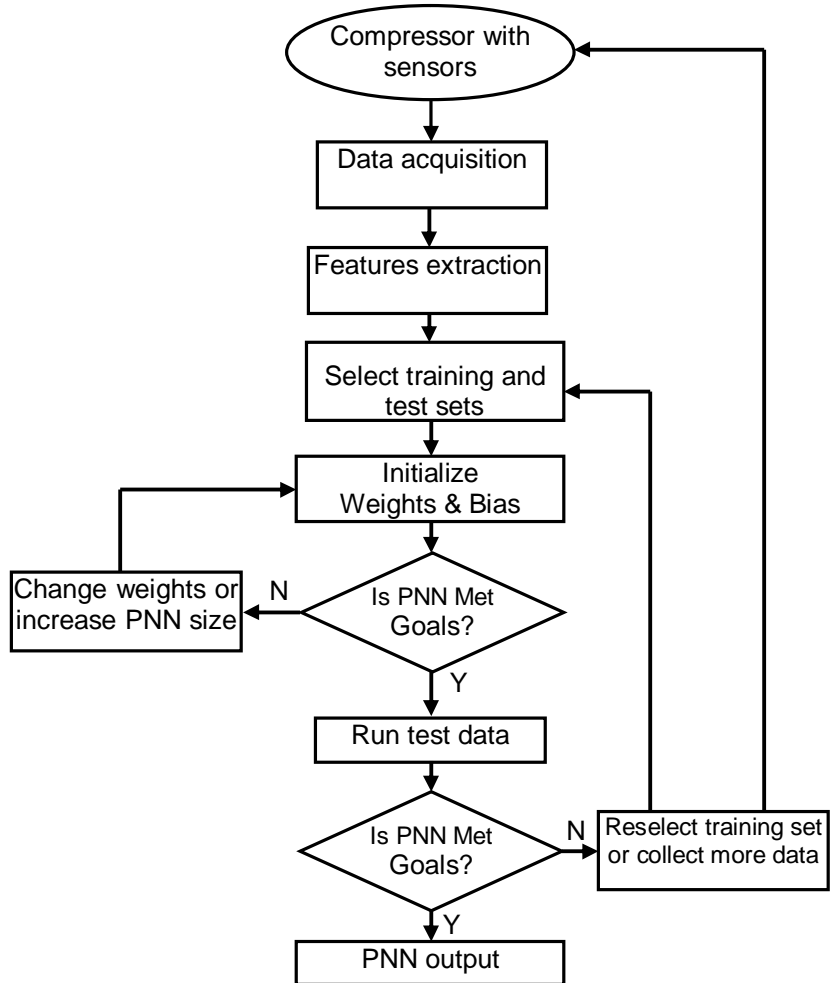 Compressor with
sensors
Data acquisition
Features extraction
Select training and
test sets
Initialize
Weights & Bias
Change weights or
increase PNN size
N
Is PNN Met
Goals?
Y
Run test data
Is PNN Met
Goals?
N
Reselect training set
or collect more data
Y
PNN output